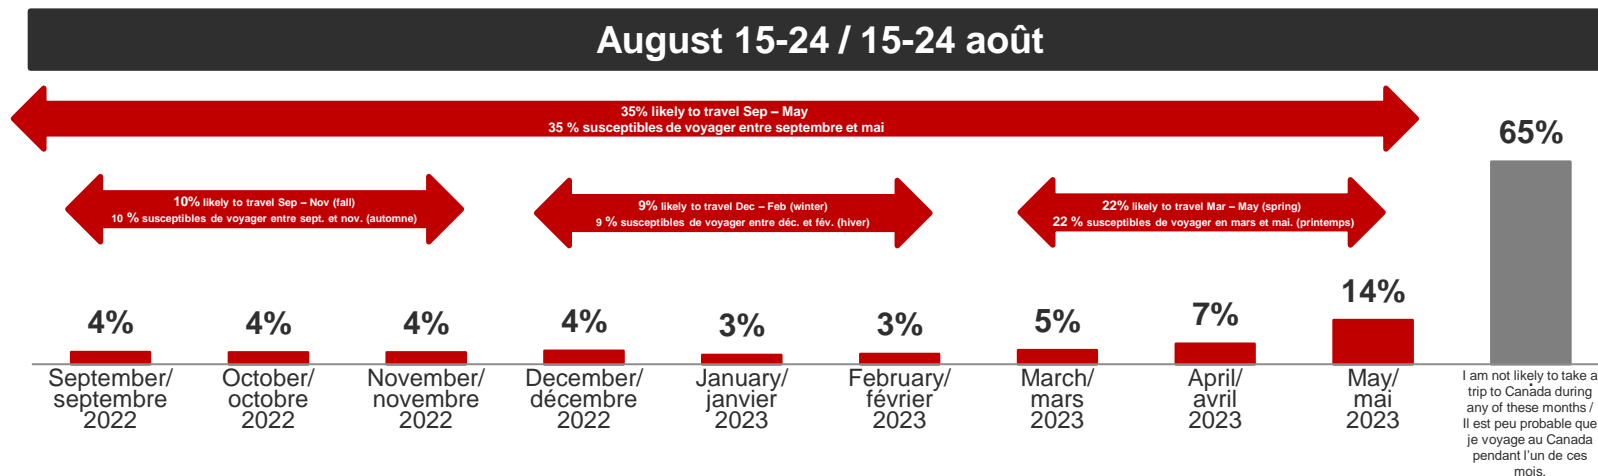 August 15-24 / 15-24 août
35% likely to travel Sep – May
35 % susceptibles de voyager entre septembre et mai
65%
10% likely to travel Sep – Nov (fall)
10 % susceptibles de voyager entre sept. et nov. (automne)
9% likely to travel Dec – Feb (winter)
9 % susceptibles de voyager entre déc. et fév. (hiver)
22% likely to travel Mar – May (spring)
22 % susceptibles de voyager en mars et mai. (printemps)
4%
4%
4%
4%
3%
3%
5%
7%
14%
September/
septembre
2022
October/
octobre
2022
November/
novembre
2022
December/
décembre
2022
January/
janvier
2023
February/
février
2023
March/
mars
2023
April/
avril
2023
May/
mai
2023
I am not likely to take a
trip to Canada during
any of these months /
Il est peu probable que
je voyage au Canada
pendant l'un de ces
mois.